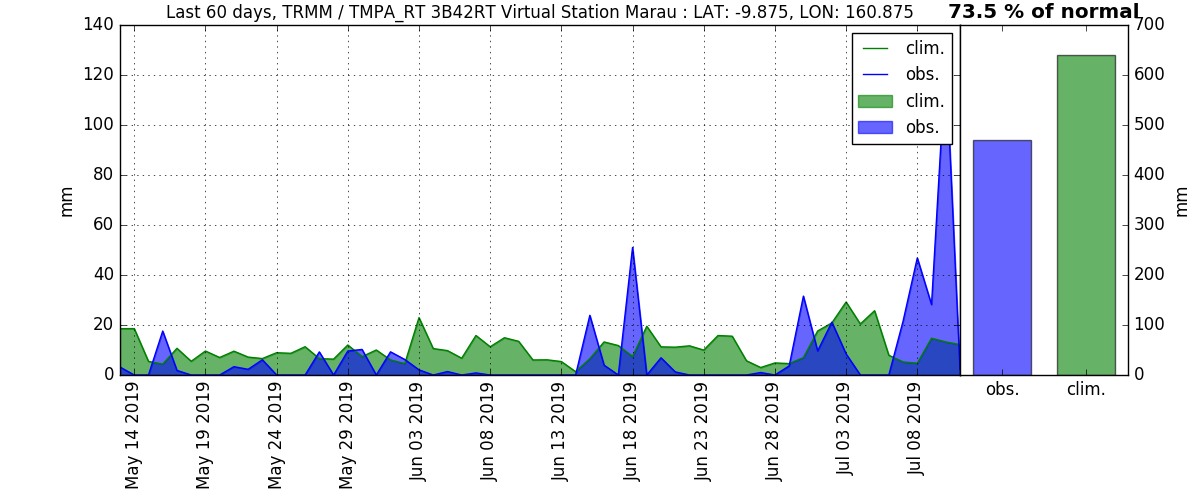 Last 60 days, TRMM / TMPA_RT 3B42RT Virtual Station Marau : LAT: -9.875, LON: 160.875
73.5 % of normal
140
120
100
80
60
40
20
0
mm
clim.
obs.
clim.
obs.
700
600
500
400
300
200
100
0
mm
May 14 2019
May 19 2019
May 24 2019
May 29 2019
Jun 03 2019
Jun 08 2019
Jun 13 2019
Jun 18 2019
Jun 23 2019
Jun 28 2019
Jul 03 2019
Jul 08 2019
obs.
clim.